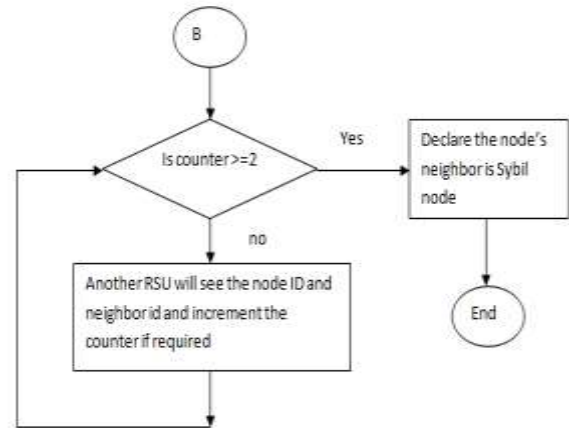 B
Is counter>=2
Yes
Declare the node's
neighbor is Sybil
node
no
Another RSU will see the node ID and
neighbor id and increment the
counter if required
End